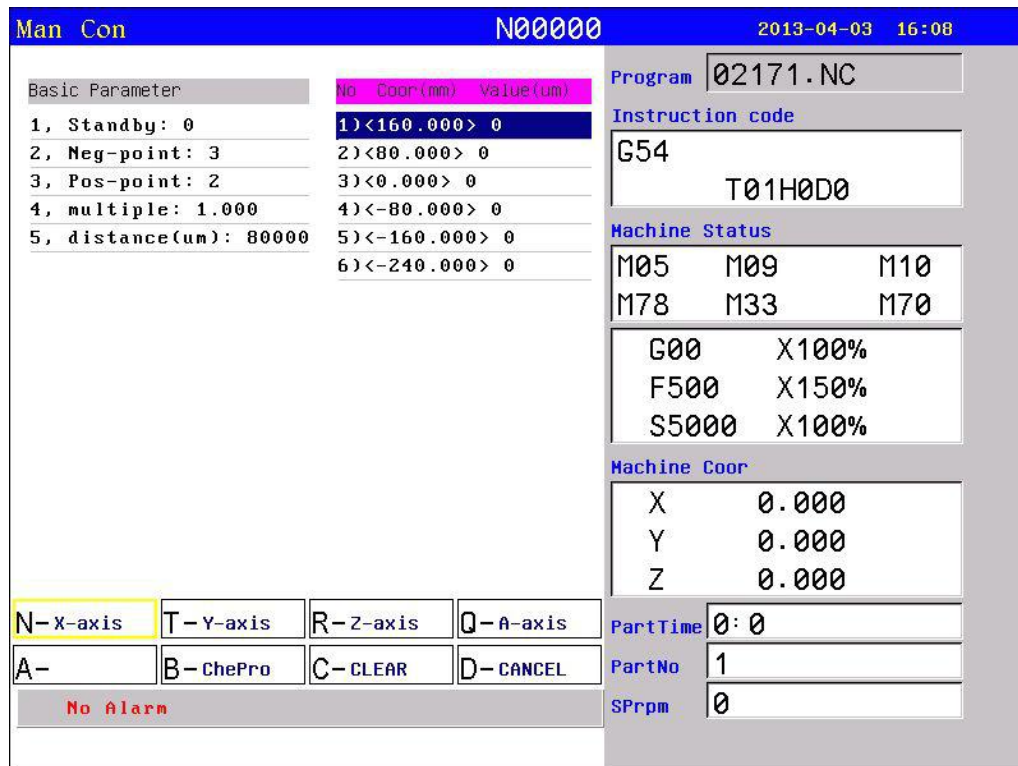 Man Con N00000 2013-04-03 16:08
Basic Parameter
1, Standby: 0
2, Neg-point: 3
3, Pos-point: 2
4, multiple: 1.000
5, distance(um): 80000
No Coor(mm) Value(um)
1)<160.000> 0
2)<80.000> 0
3)<0.000> 0
4)<-80.000> 0
5)<-160.000> 0
6)<-240.000> 0
Program 02171.NC
Instruction code
G54
T01H0D0
Machine Status
M05 M09 M10
M78 M33 M70
G00 X100%
F500 X150%
S5000 X100%
Machine Coor
X 0.000
Y 0.000
Z 0.000
PartTime 0: 0
PartNo 1
SPrpm 0
N-X-axis T-Y-axis R-Z-axis Q-A-axis
A- B-ChePro C-CLEAR D-CANCEL
No Alarm